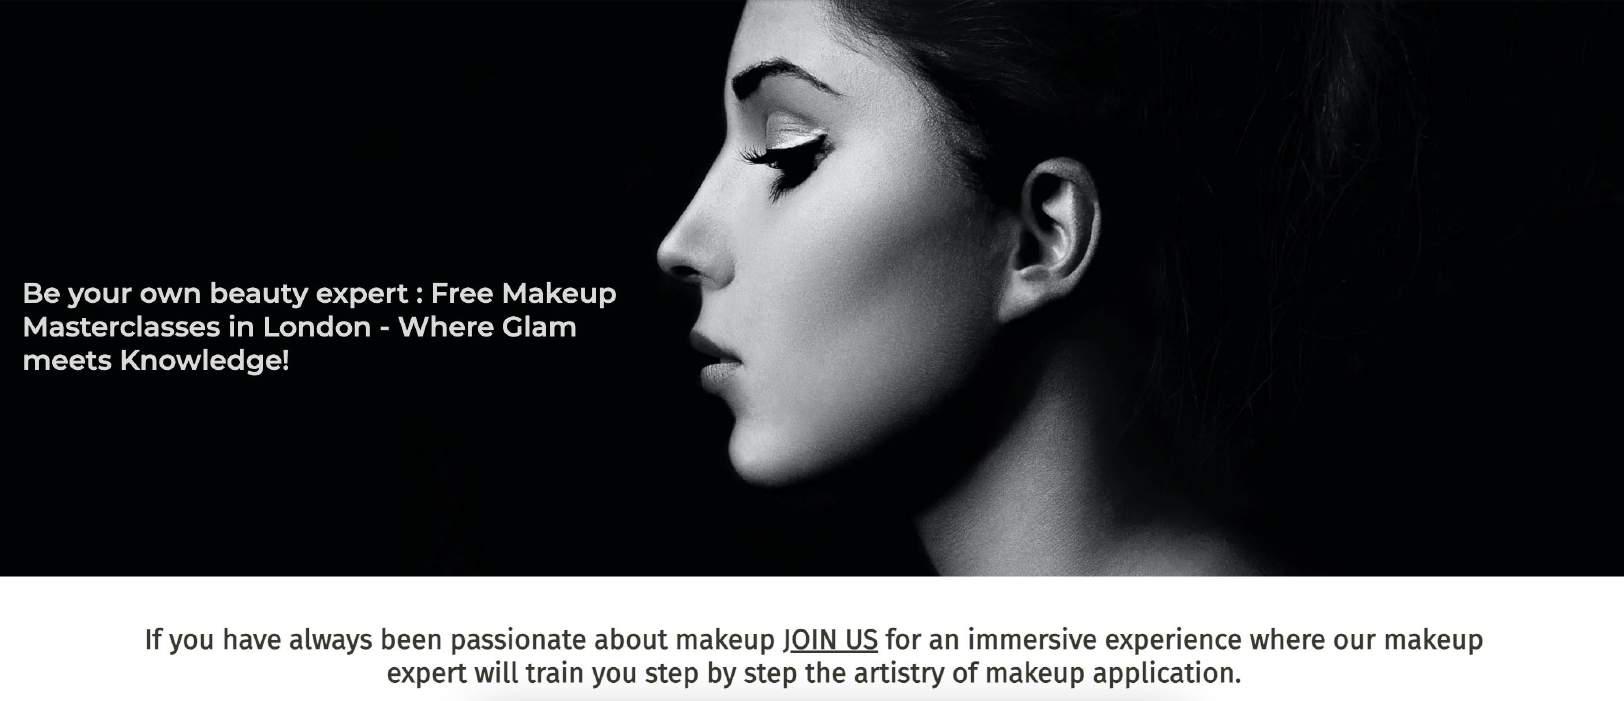 Be your own beauty expert : Free Makeup
Masterclasses in London - Where Glam
meets Knowledge!
If you have always been passionate about makeup JOIN US for an immersive experience where our makeup
expert will train you step by step the artistry of makeup application.